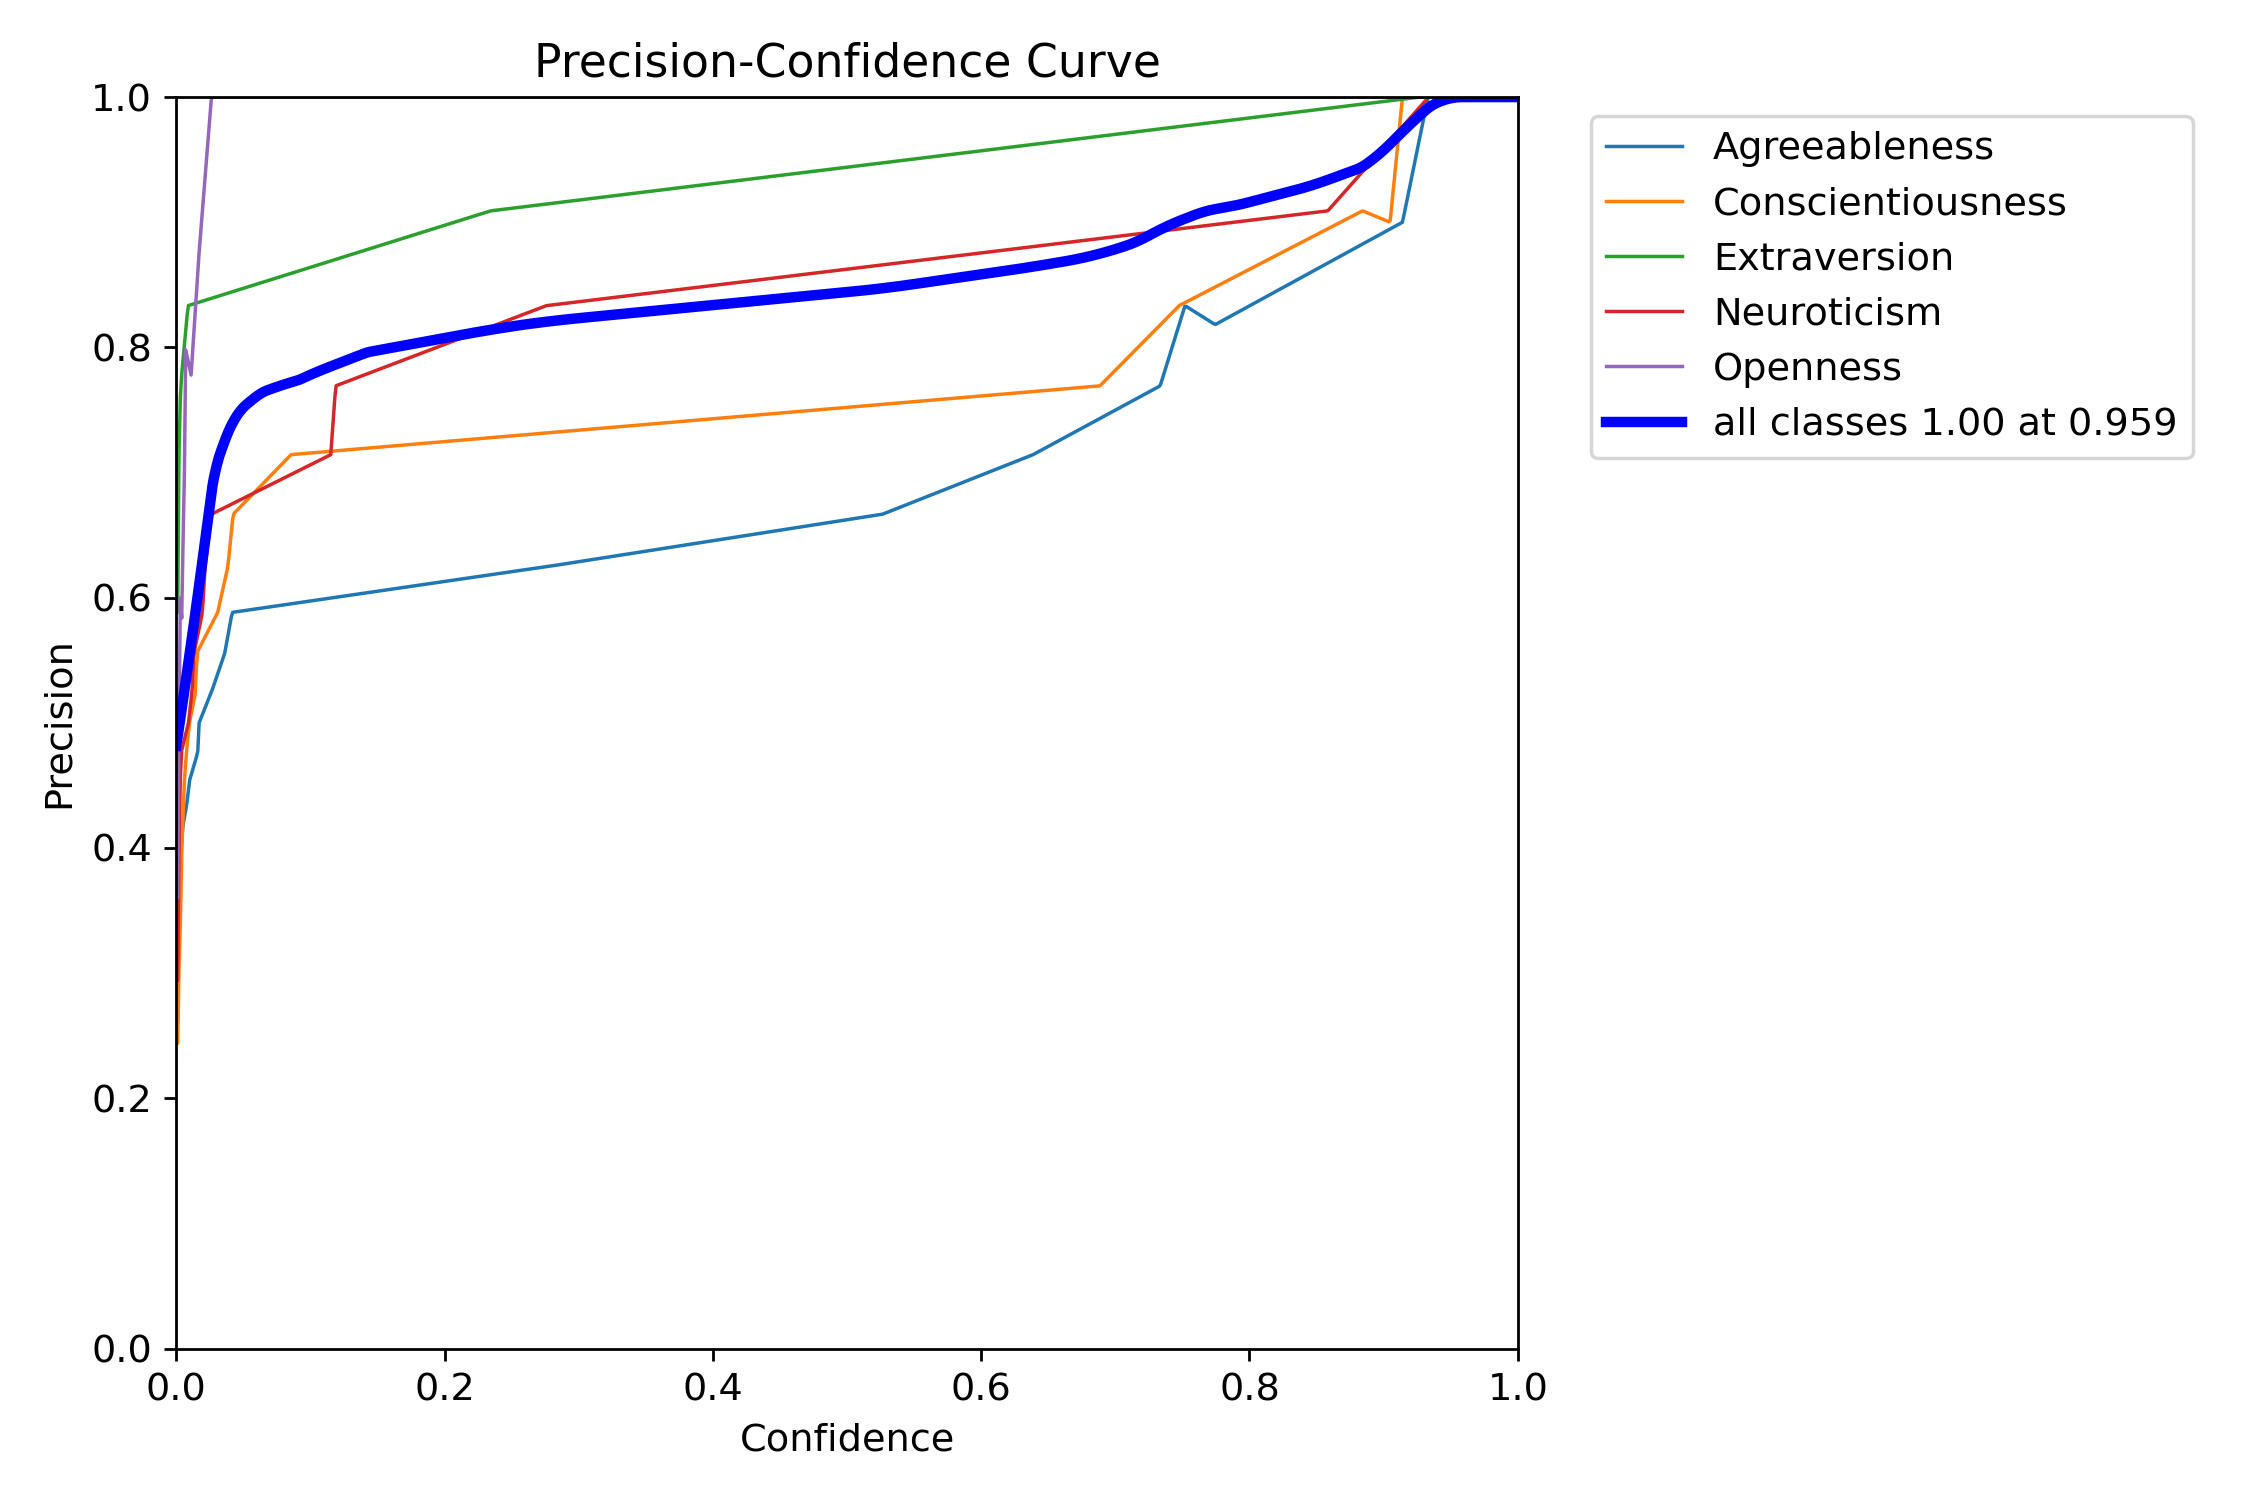 Precision-Confidence Curve
1.0
0.8
0.6
0.4
0.2
0.0
Precision
0.0 0.2 0.4 0.6 0.8 1.0
Confidence
Agreeableness
Conscientiousness
Extraversion
Neuroticism
Openness
all classes 1.00 at 0.959